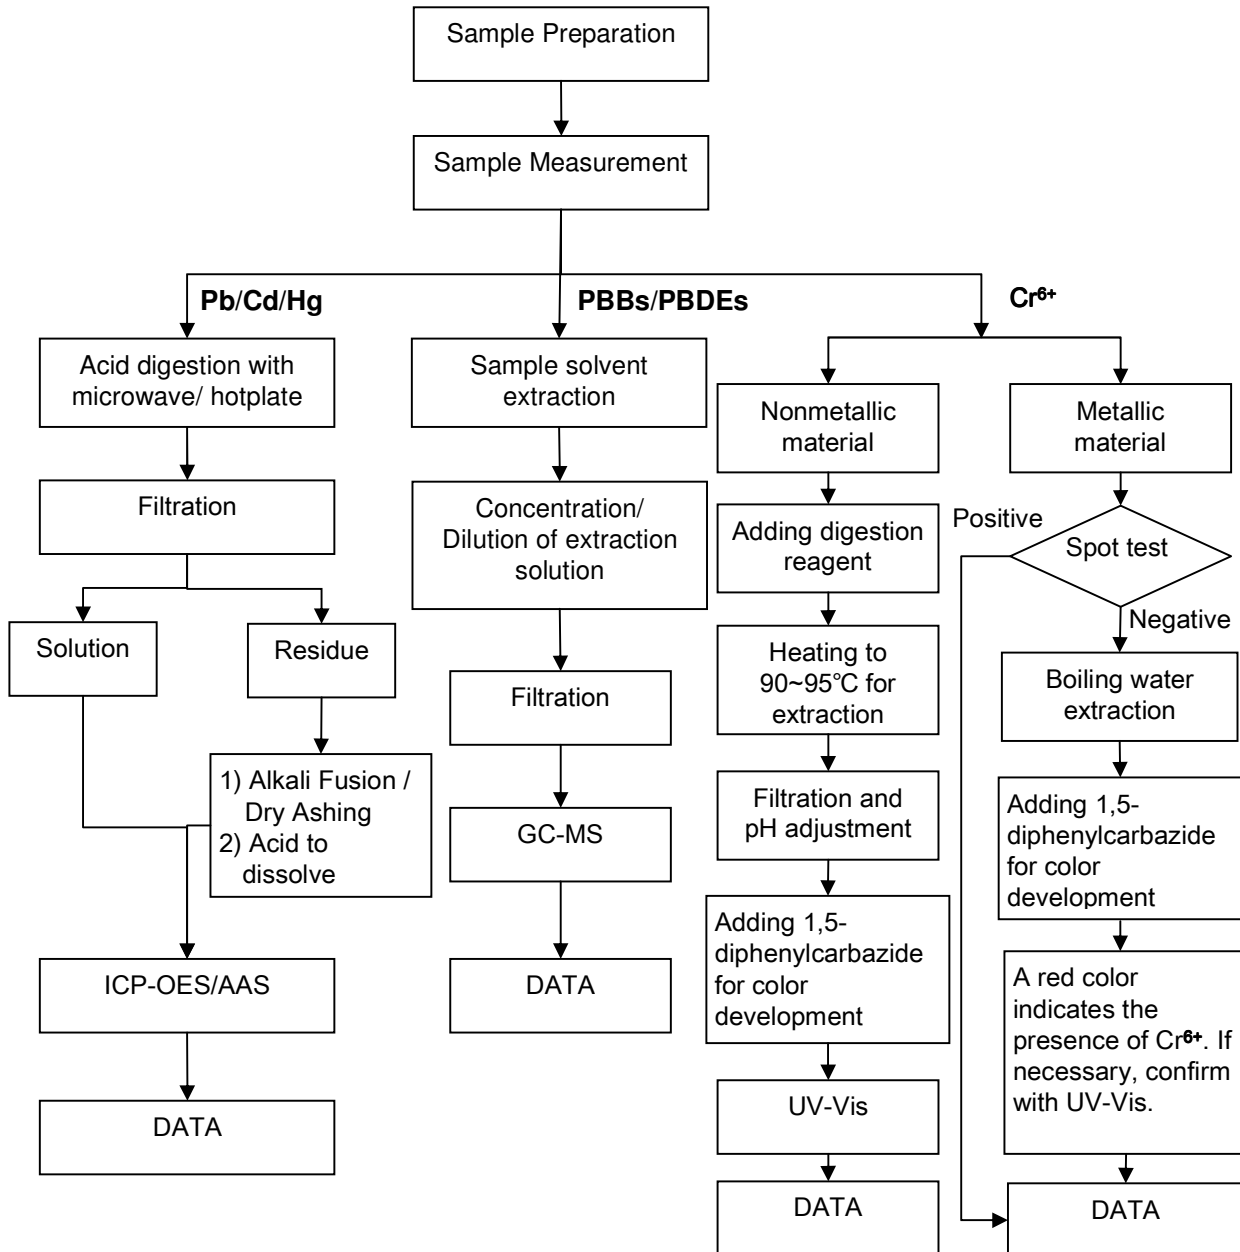 Sample Preparation
Sample Measurement
Pb/Cd/Hg
PBBs/PBDEs
Cr⁶⁺
Acid digestion with
microwave/ hotplate
Filtration
Solution
Residue
1) Alkali Fusion /
Dry Ashing
2) Acid to
dissolve
ICP-OES/AAS
DATA
Sample solvent
extraction
Concentration/
Dilution of extraction
solution
Filtration
GC-MS
DATA
Nonmetallic
material
Adding digestion
reagent
Heating to
90~95℃ for
extraction
Filtration and
pH adjustment
Adding 1,5-
diphenylcarbazide
for color
development
UV-Vis
DATA
Metallic
material
Spot test
Positive
Negative
Boiling water
extraction
Adding 1,5-
diphenylcarbazide
for color
development
A red color
indicates the
presence of Cr⁶⁺. If
necessary, confirm
with UV-Vis.
DATA